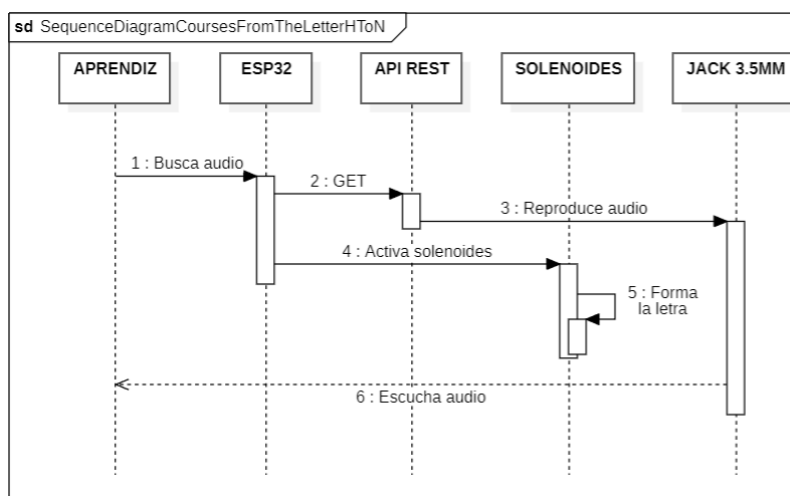 sd SequenceDiagramCoursesFromTheLetterHToN
APRENDIZ
ESP32
API REST
SOLENOIDES
JACK 3.5MM
1 : Busca audio
2 : GET
3 : Reproduce audio
4 : Activa solenoides
5 : Forma
la letra
6 : Escucha audio